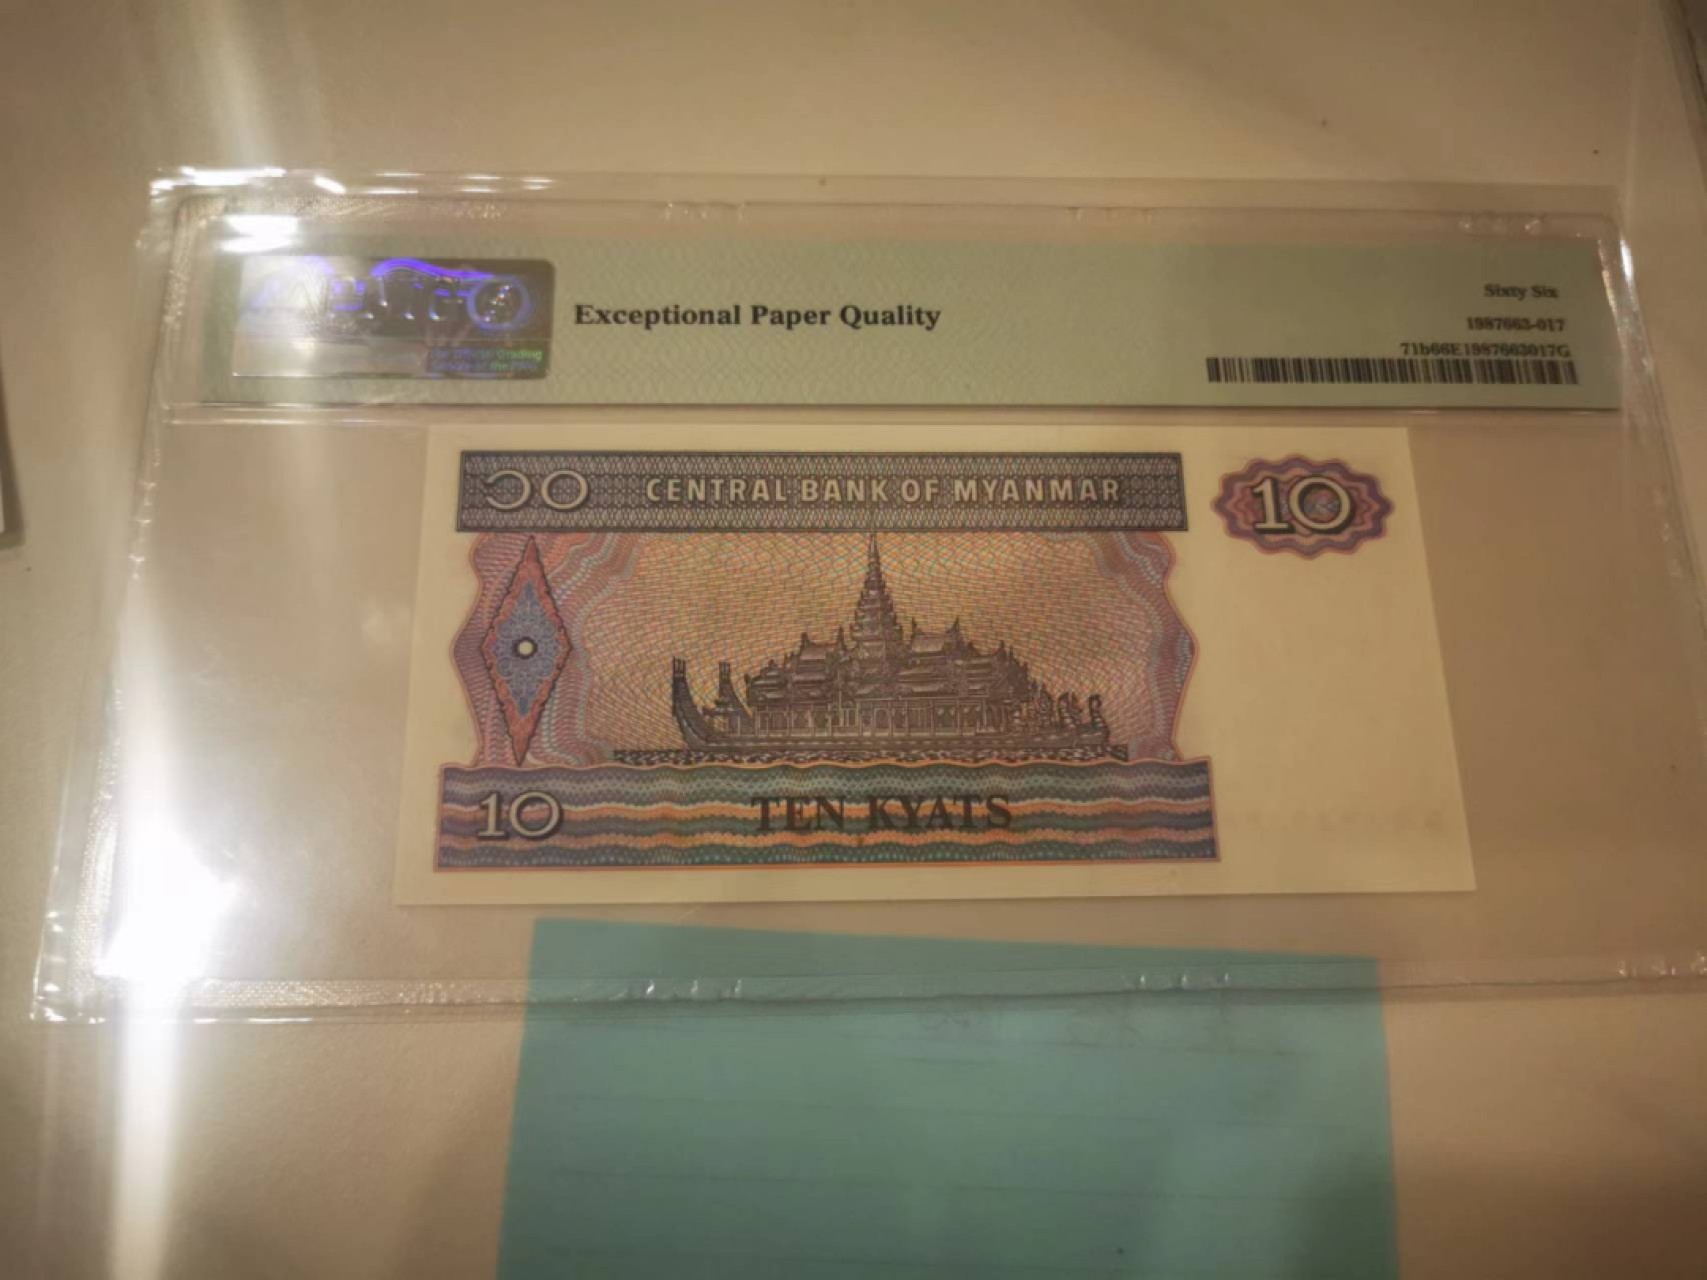 Exceptional Paper Quality
Sixty Six
1987663-017
71b66E1987663017G
၁၀ CENTRAL BANK OF MYANMAR
10
10 TEN KYATS